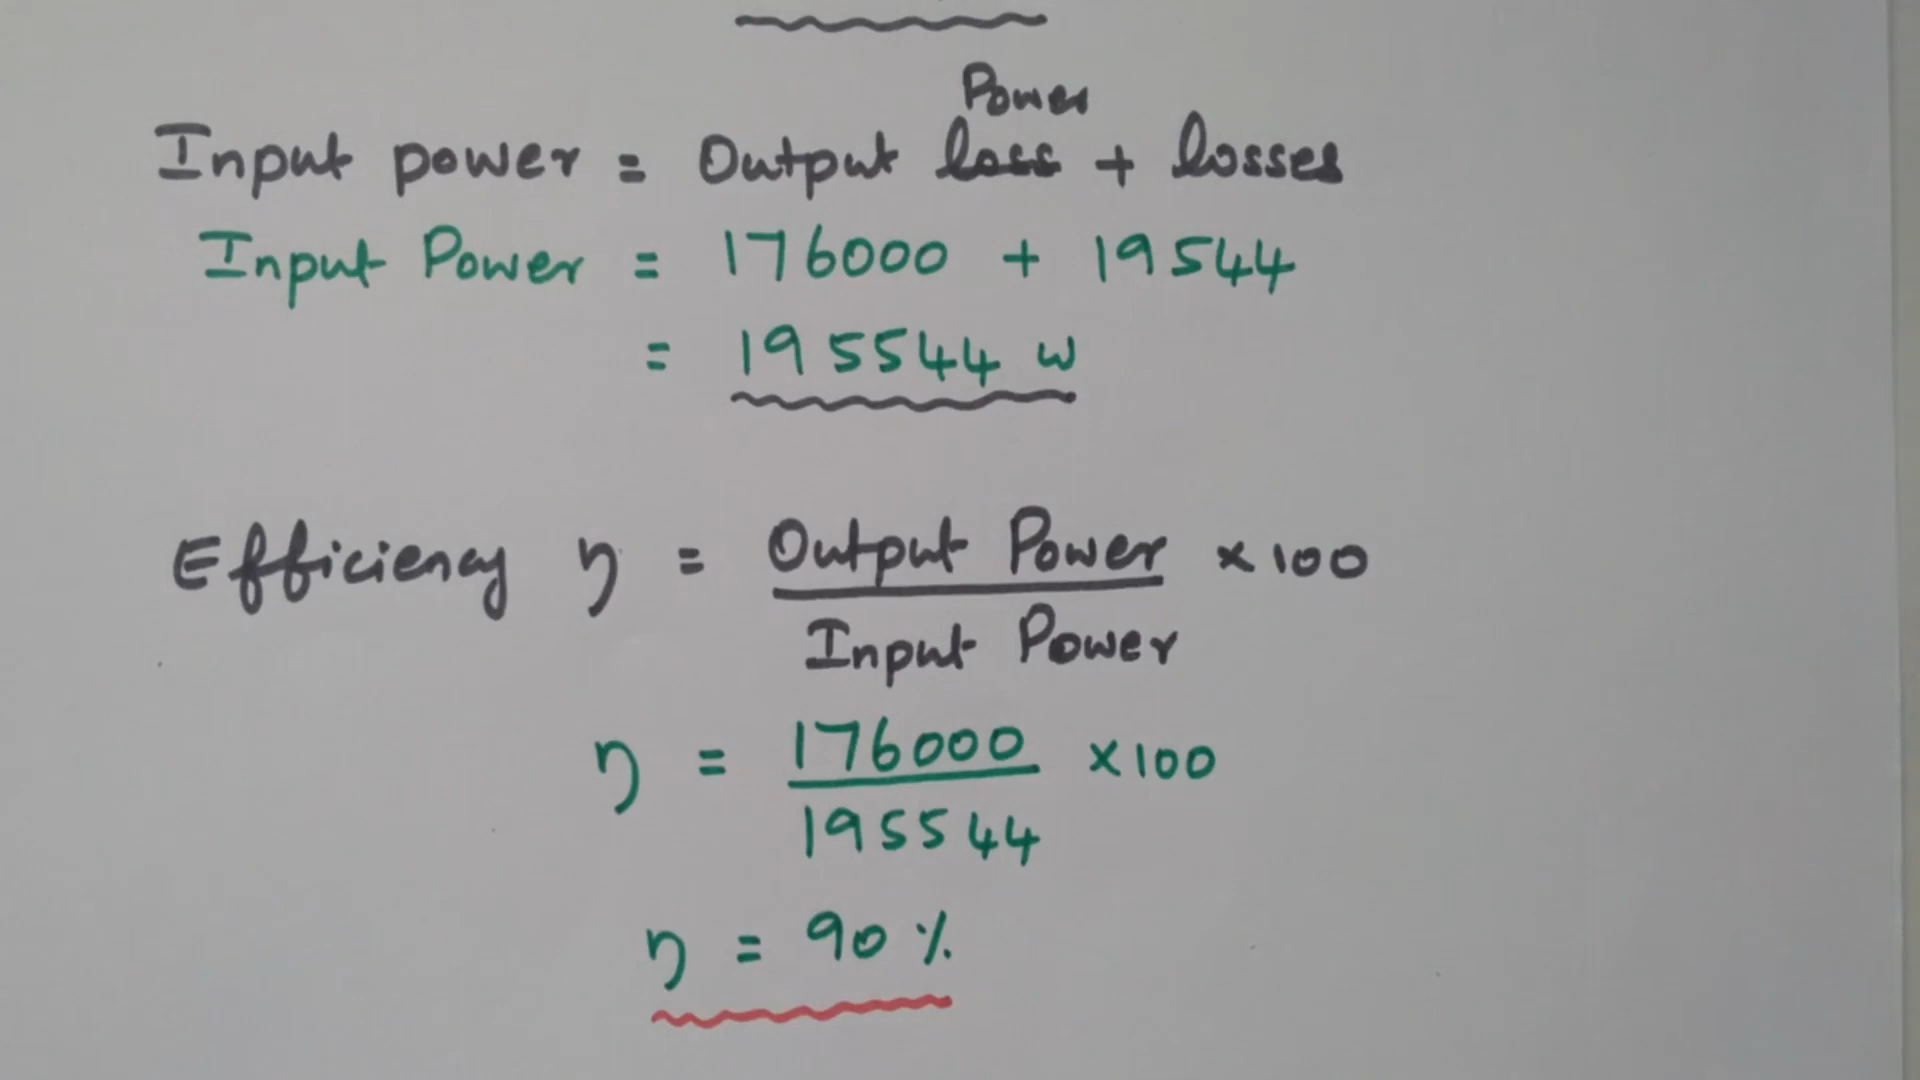 Power
Input power = Output loss + losses
Input Power = 176000 + 19544
= 195544 W
Efficiency η = Output Power × 100
Input Power
η = 176000 × 100
195544
η = 90 %